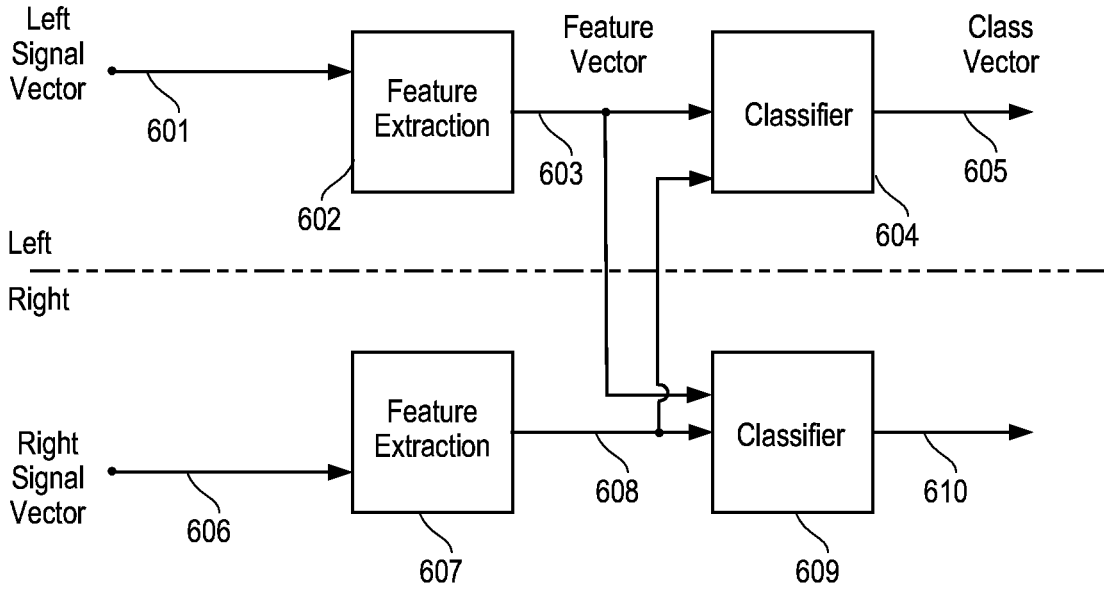 Left
Signal
Vector
601
Feature
Extraction
602
603
Feature
Vector
Classifier
604
Class
Vector
605
Left
Right
Right
Signal
Vector
606
Feature
Extraction
607
608
Classifier
609
610